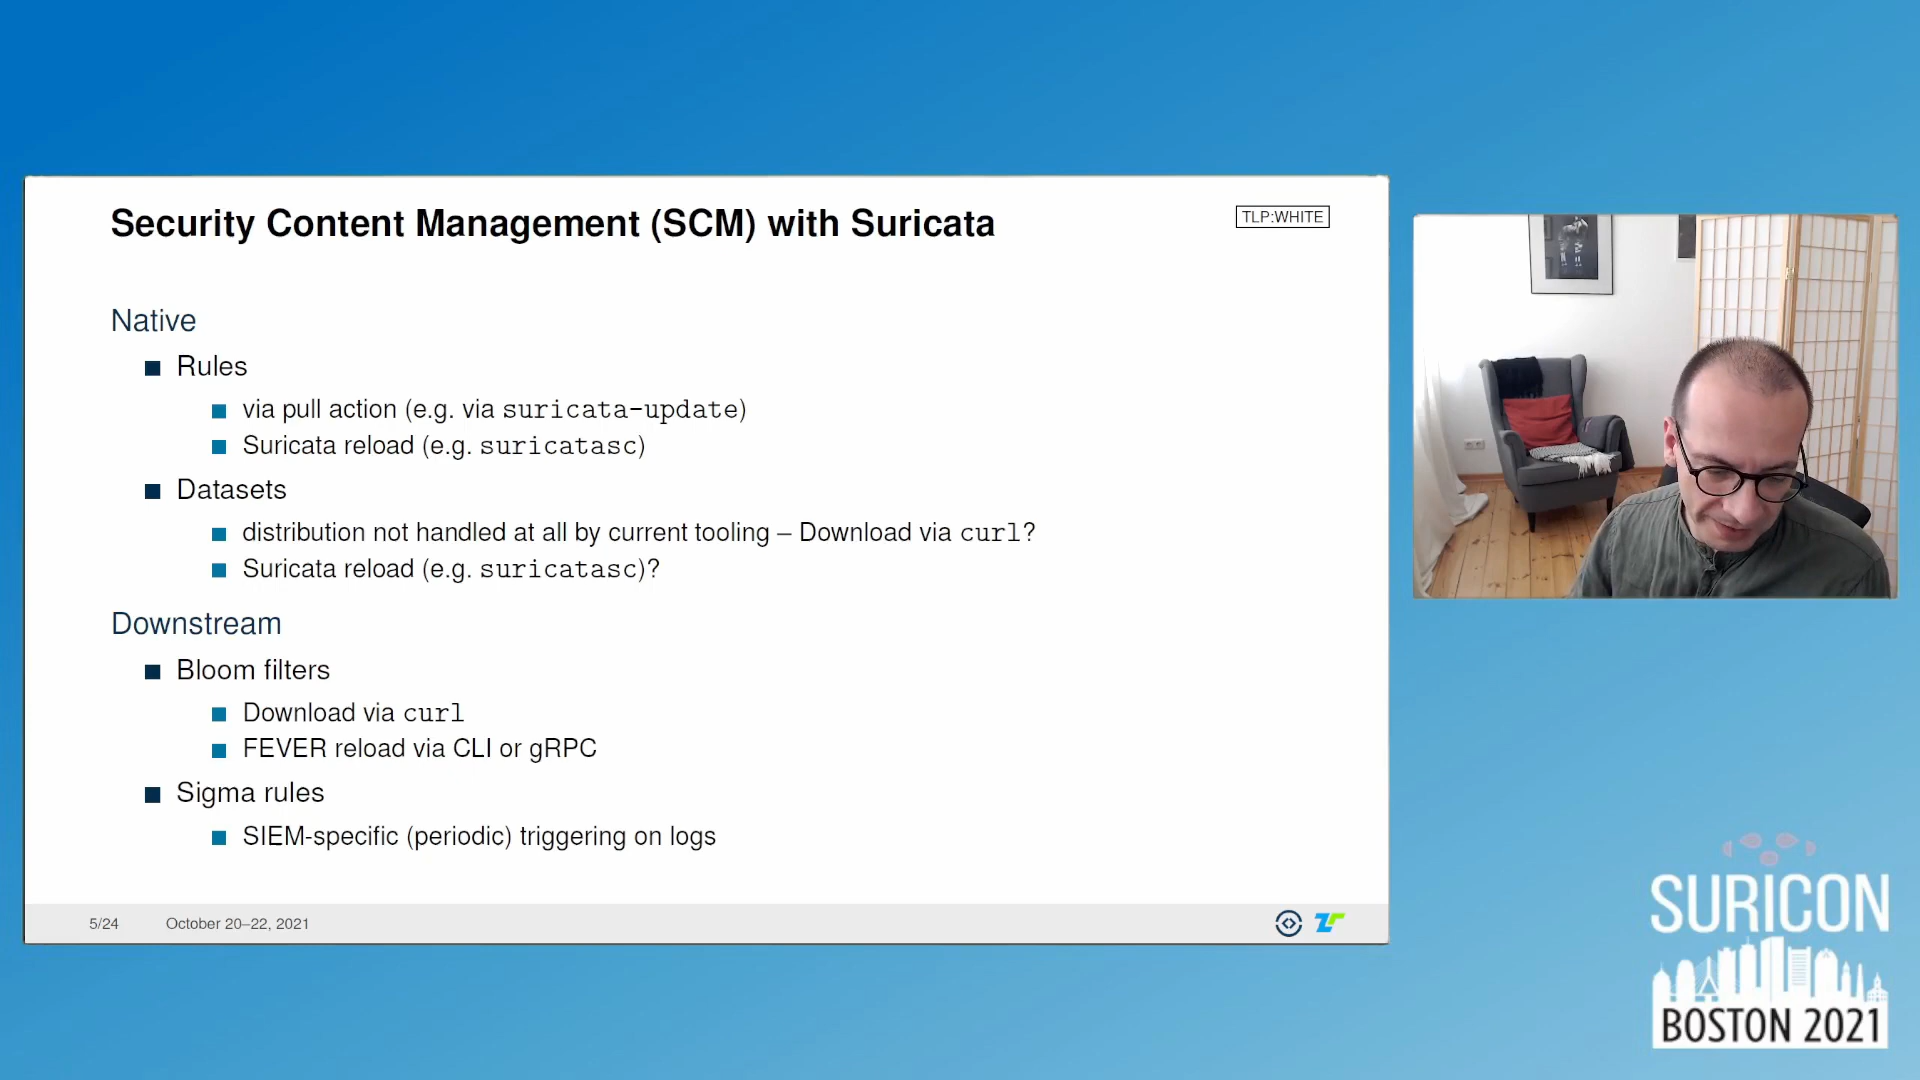 Security Content Management (SCM) with Suricata
TLP:WHITE
Native
Rules
via pull action (e.g. via suricata-update)
Suricata reload (e.g. suricatasc)
Datasets
distribution not handled at all by current tooling – Download via curl?
Suricata reload (e.g. suricatasc)?
Downstream
Bloom filters
Download via curl
FEVER reload via CLI or gRPC
Sigma rules
SIEM-specific (periodic) triggering on logs
5/24
October 20–22, 2021
SURICON
BOSTON 2021